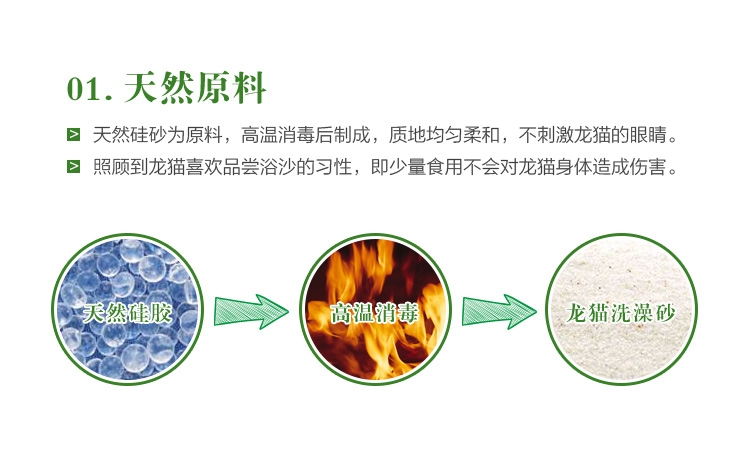 01. 天然原料
> 天然硅砂为原料，高温消毒后制成，质地均匀柔和，不刺激龙猫的眼睛。
> 照顾到龙猫喜欢品尝浴沙的习性，即少量食用不会对龙猫身体造成伤害。
天然硅胶
高温消毒
龙猫洗澡砂